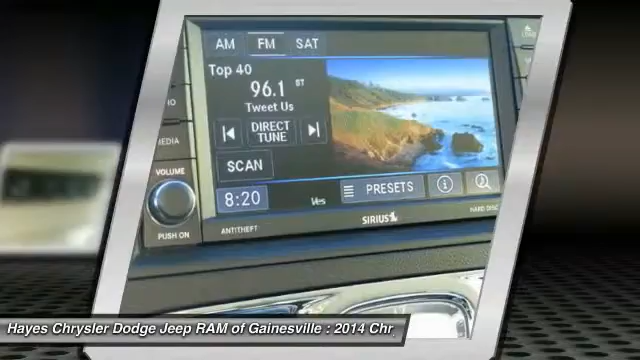 AM FM SAT
Top 40
96.1 ST
Tweet Us
DIRECT
TUNE
SCAN
8:20 Yes PRESETS
MEDIA
VOLUME
PUSH ON
ANTITHEFT SIRIUS HARD DISC
Hayes Chrysler Dodge Jeep RAM of Gainesville : 2014 Chr